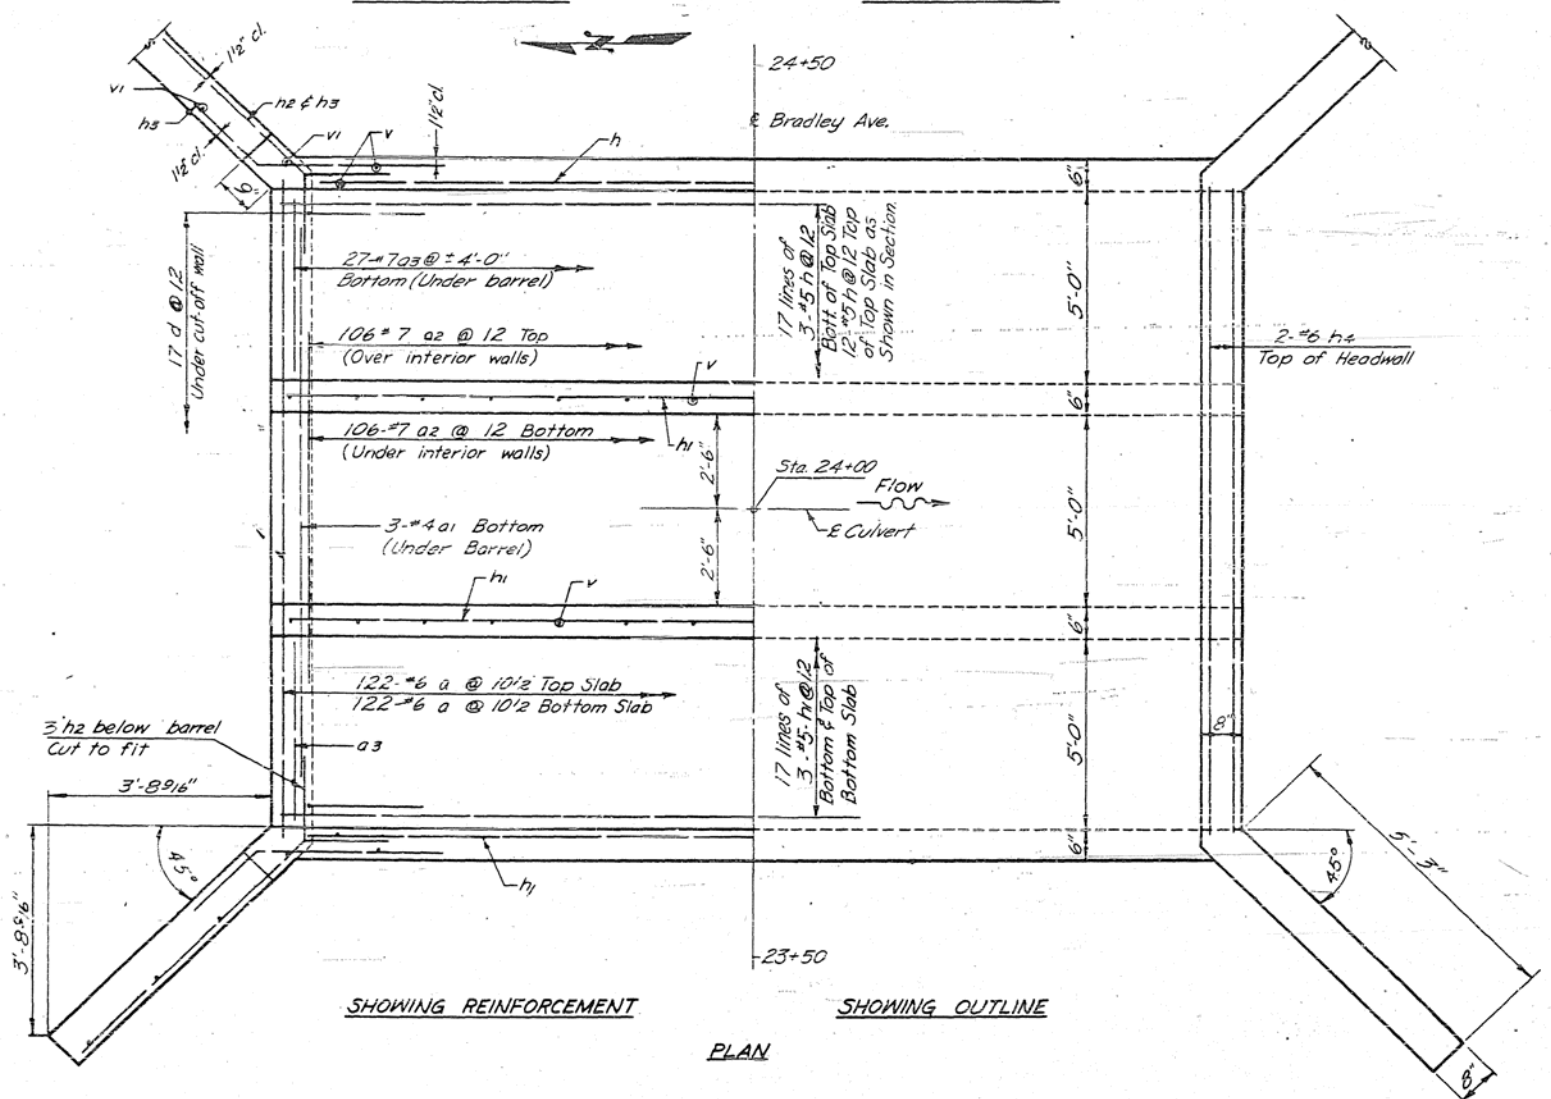 24+50
℄ Bradley Ave.
1½" cl.
v1
h3
h2 & h3
1½" cl.
v1
v
1½" cl.
h
6"
6"
17 d @ 12
Under cut-off wall
27-#7 a3 @ ± 4'-0"
Bottom (Under barrel)
17 lines of
3-#5 h @ 12
Bott. of Top Slab
12-#5 h @ 12 Top
of Top Slab as
Shown in Section.
5'-0"
106 # 7 a2 @ 12 Top
(Over interior walls)
2-#6 h4
Top of Headwall
v
6"
h1
106-#7 a2 @ 12 Bottom
(Under interior walls)
2'-6"
Sta. 24+00
Flow
℄ Culvert
5'-0"
3-#4 a1 Bottom
(Under Barrel)
2'-6"
h1
v
6"
122-#6 a @ 10½ Top Slab
122-#6 a @ 10½ Bottom Slab
17 lines of
3-#5-h1@12
Bottom & Top of
Bottom Slab
5'-0"
8"
3 h2 below barrel
Cut to fit
a3
3'-8 9/16"
45°
3'-8 9/16"
h1
6"
45°
5'-3"
8"
23+50
SHOWING REINFORCEMENT
SHOWING OUTLINE
PLAN